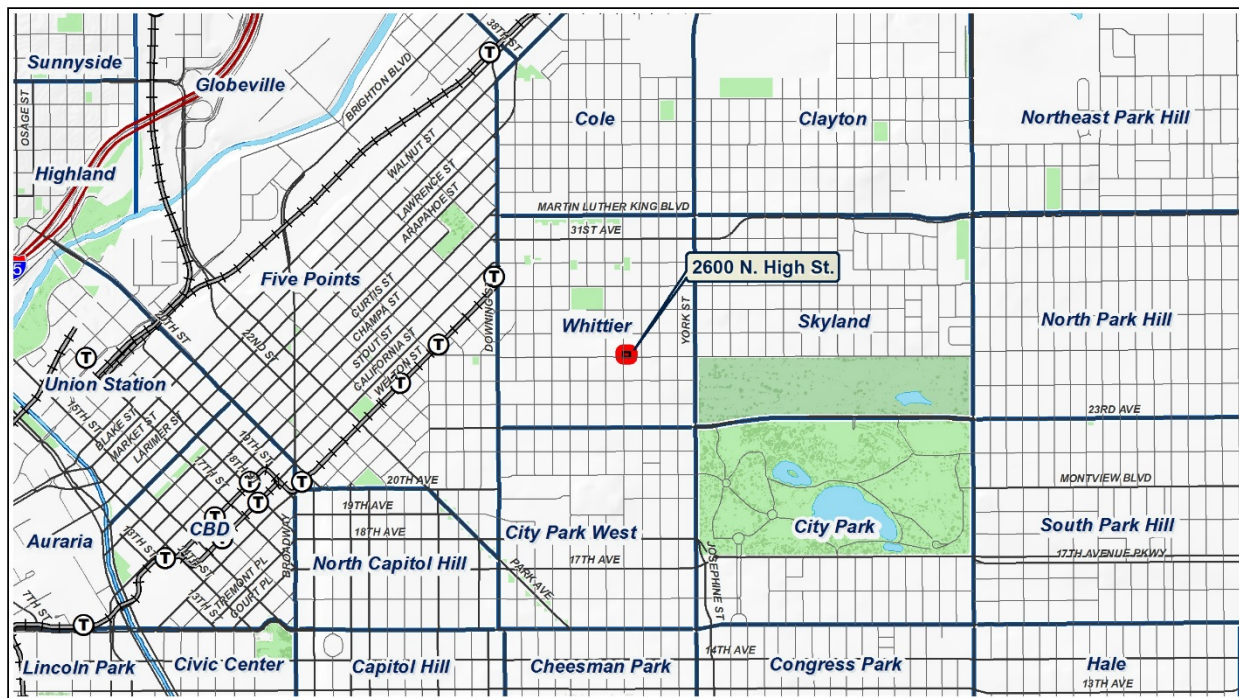 38TH ST
T
Sunnyside
Globeville
BRIGHTON BLVD
OSAGE ST
Cole
Clayton
Northeast Park Hill
WALNUT ST
Highland
LAWRENCE ST
ARAPAHOE ST
MARTIN LUTHER KING BLVD
31ST AVE
5
2600 N. High St.
Five Points
T
CURTIS ST
CHAMPA ST
STOUT ST
CALIFORNIA ST
WELTON ST
DOWNING ST
YORK ST
Whittier
Skyland
North Park Hill
20TH ST
22ND ST
T
T
T
Union Station
15TH ST
BLAKE ST
MARKET ST
LARIMER ST
23RD AVE
19TH ST
18TH ST
17TH ST
20TH AVE
MONTVIEW BLVD
T
T
T
19TH AVE
T
CBD
18TH AVE
City Park West
City Park
South Park Hill
Auraria
BROADWAY
North Capitol Hill
17TH AVE
17TH AVENUE PKWY
T
14TH ST
TREMONT PL
COURT PL
13TH ST
PARK AVE
JOSEPHINE ST
7TH ST
T
14TH AVE
Lincoln Park
Civic Center
Capitol Hill
Cheesman Park
Congress Park
Hale
13TH AVE